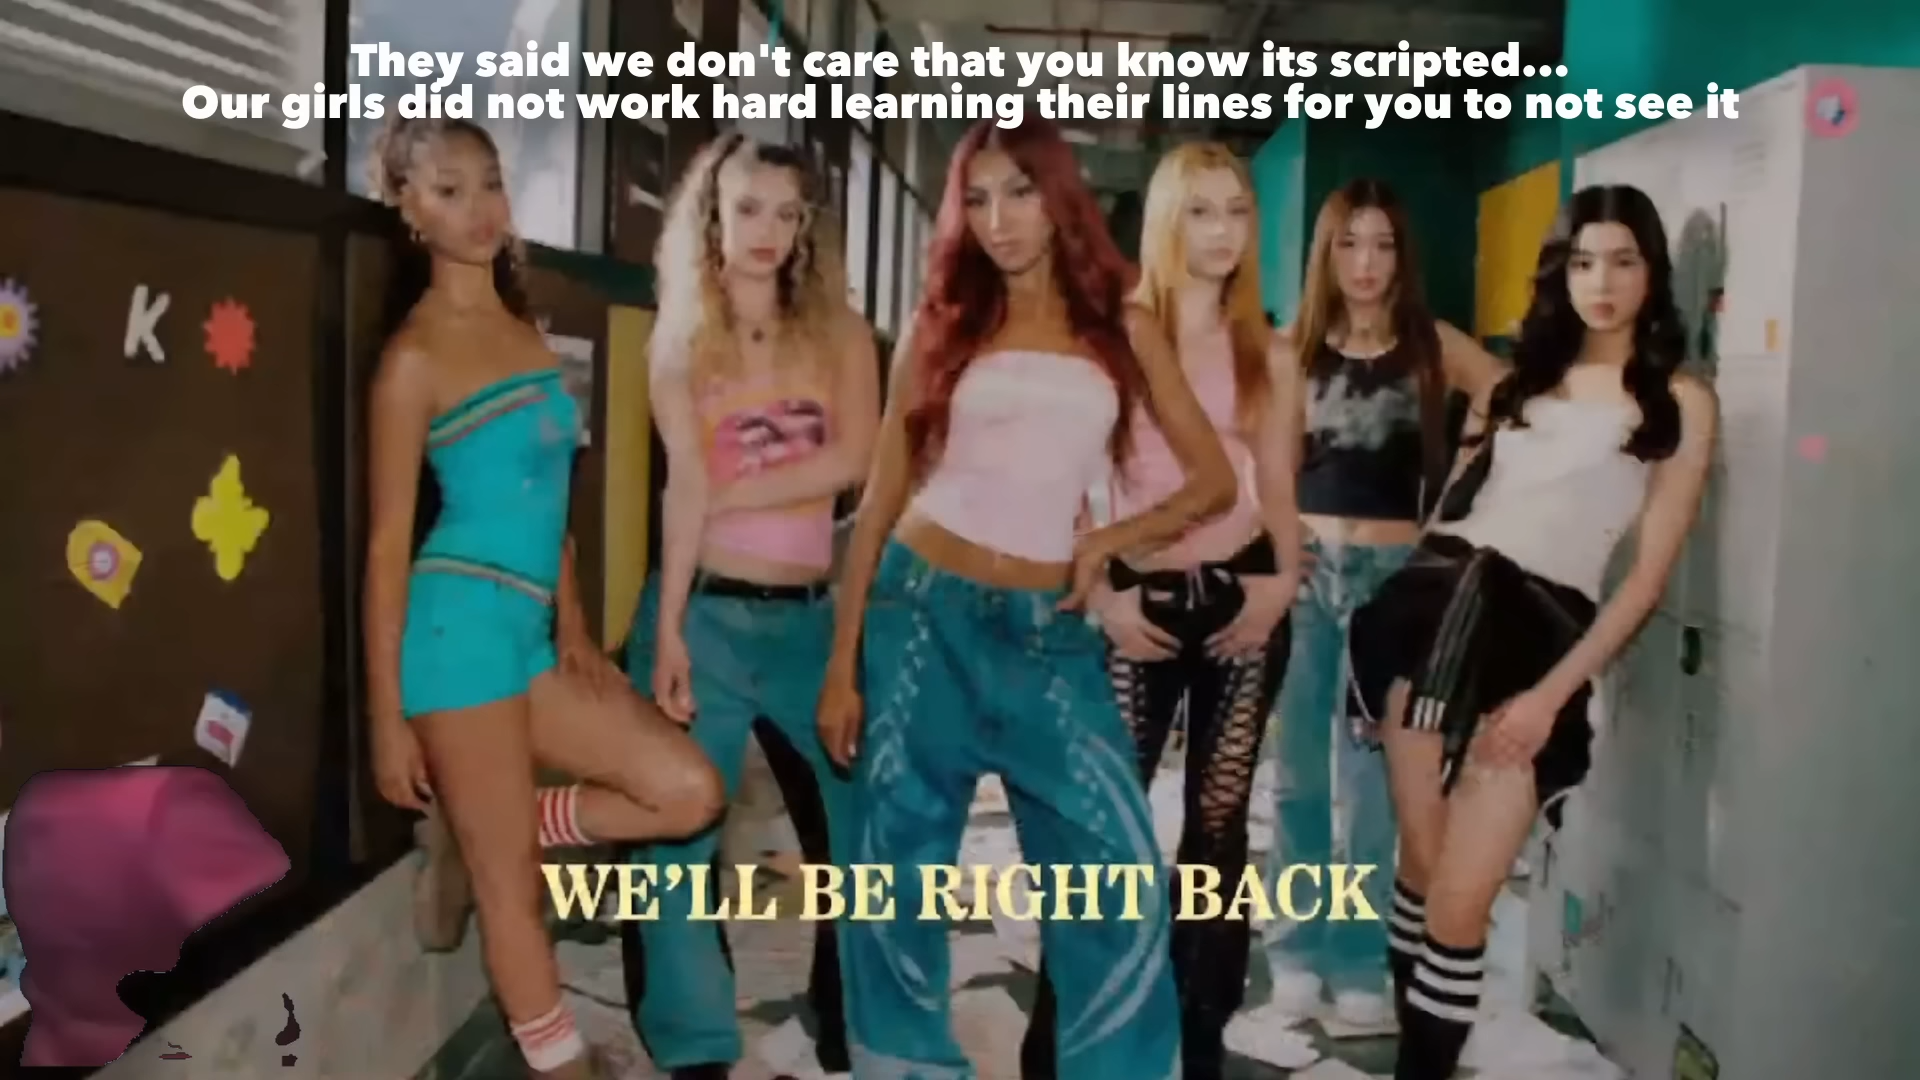 They said we don't care that you know its scripted...
Our girls did not work hard learning their lines for you to not see it
K
WE'LL BE RIGHT BACK